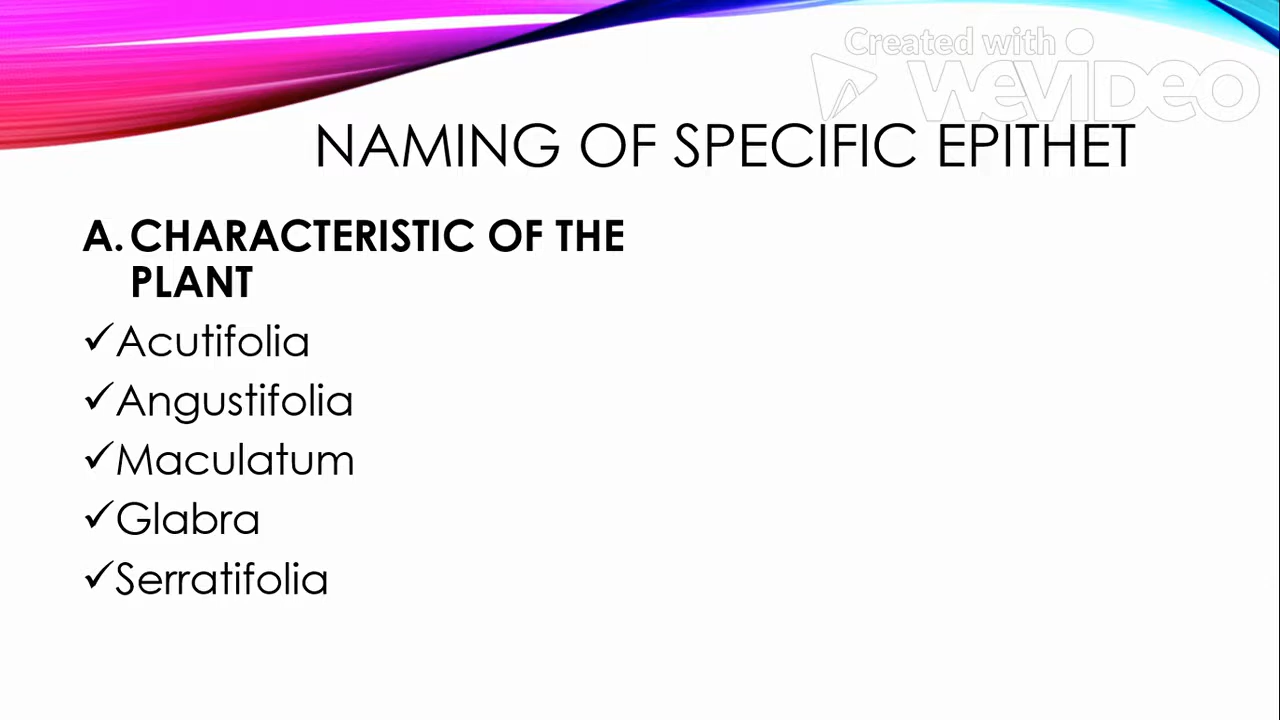 Created with
WEVIDEO
NAMING OF SPECIFIC EPITHET
A. CHARACTERISTIC OF THE
PLANT
✓Acutifolia
✓Angustifolia
✓Maculatum
✓Glabra
✓Serratifolia